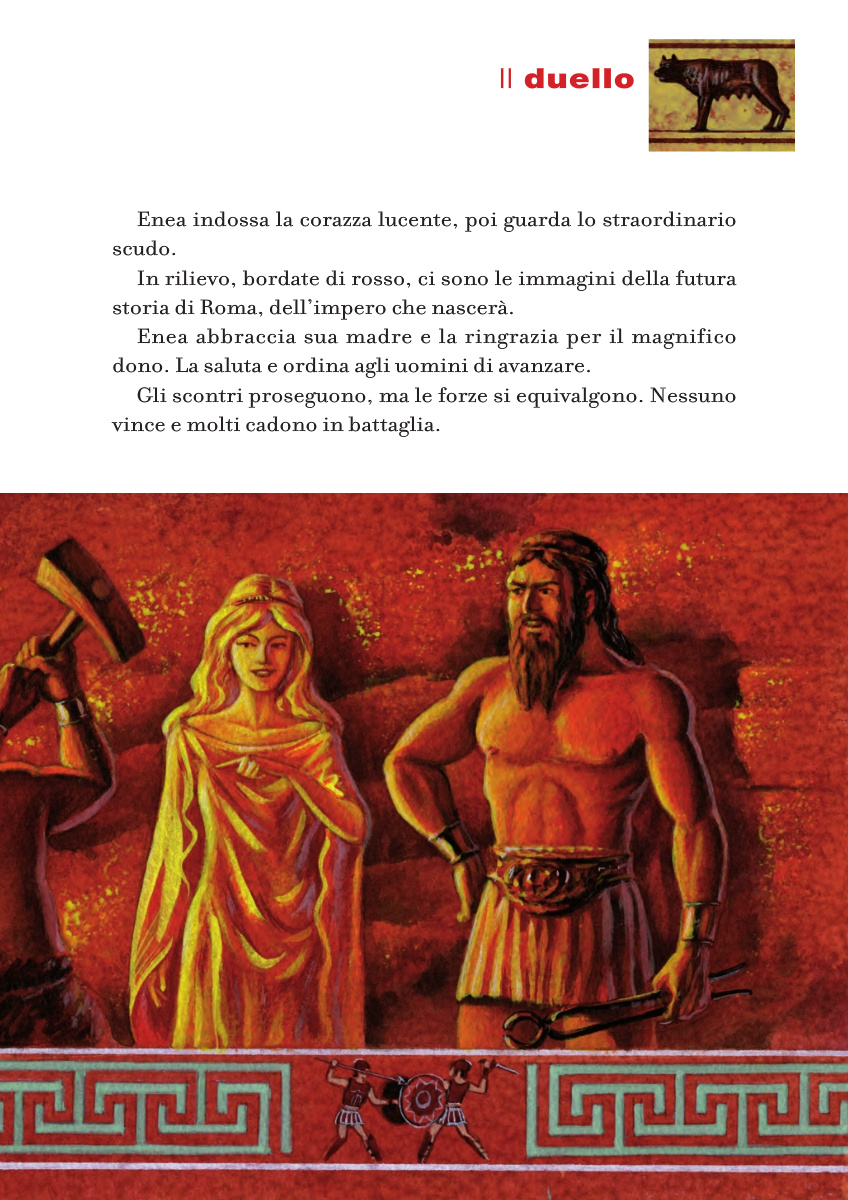 Il duello
Enea indossa la corazza lucente, poi guarda lo straordinario
scudo.
In rilievo, bordate di rosso, ci sono le immagini della futura
storia di Roma, dell’impero che nascerà.
Enea abbraccia sua madre e la ringrazia per il magnifico
dono. La saluta e ordina agli uomini di avanzare.
Gli scontri proseguono, ma le forze si equivalgono. Nessuno
vince e molti cadono in battaglia.